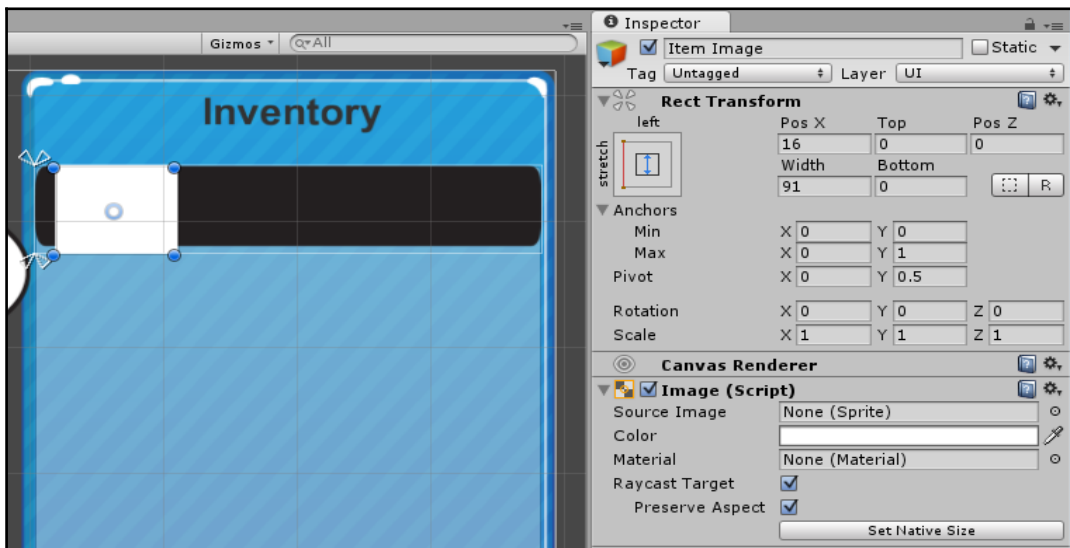 Inspector
Gizmos All
Item Image Static
Tag Untagged Layer UI
Inventory
Rect Transform
left Pos X Top Pos Z
stretch 16 0 0
Width Bottom
91 0 R
Anchors
Min X 0 Y 0
Max X 0 Y 1
Pivot X 0 Y 0.5
Rotation X 0 Y 0 Z 0
Scale X 1 Y 1 Z 1
Canvas Renderer
Image (Script)
Source Image None (Sprite)
Color
Material None (Material)
Raycast Target
Preserve Aspect
Set Native Size